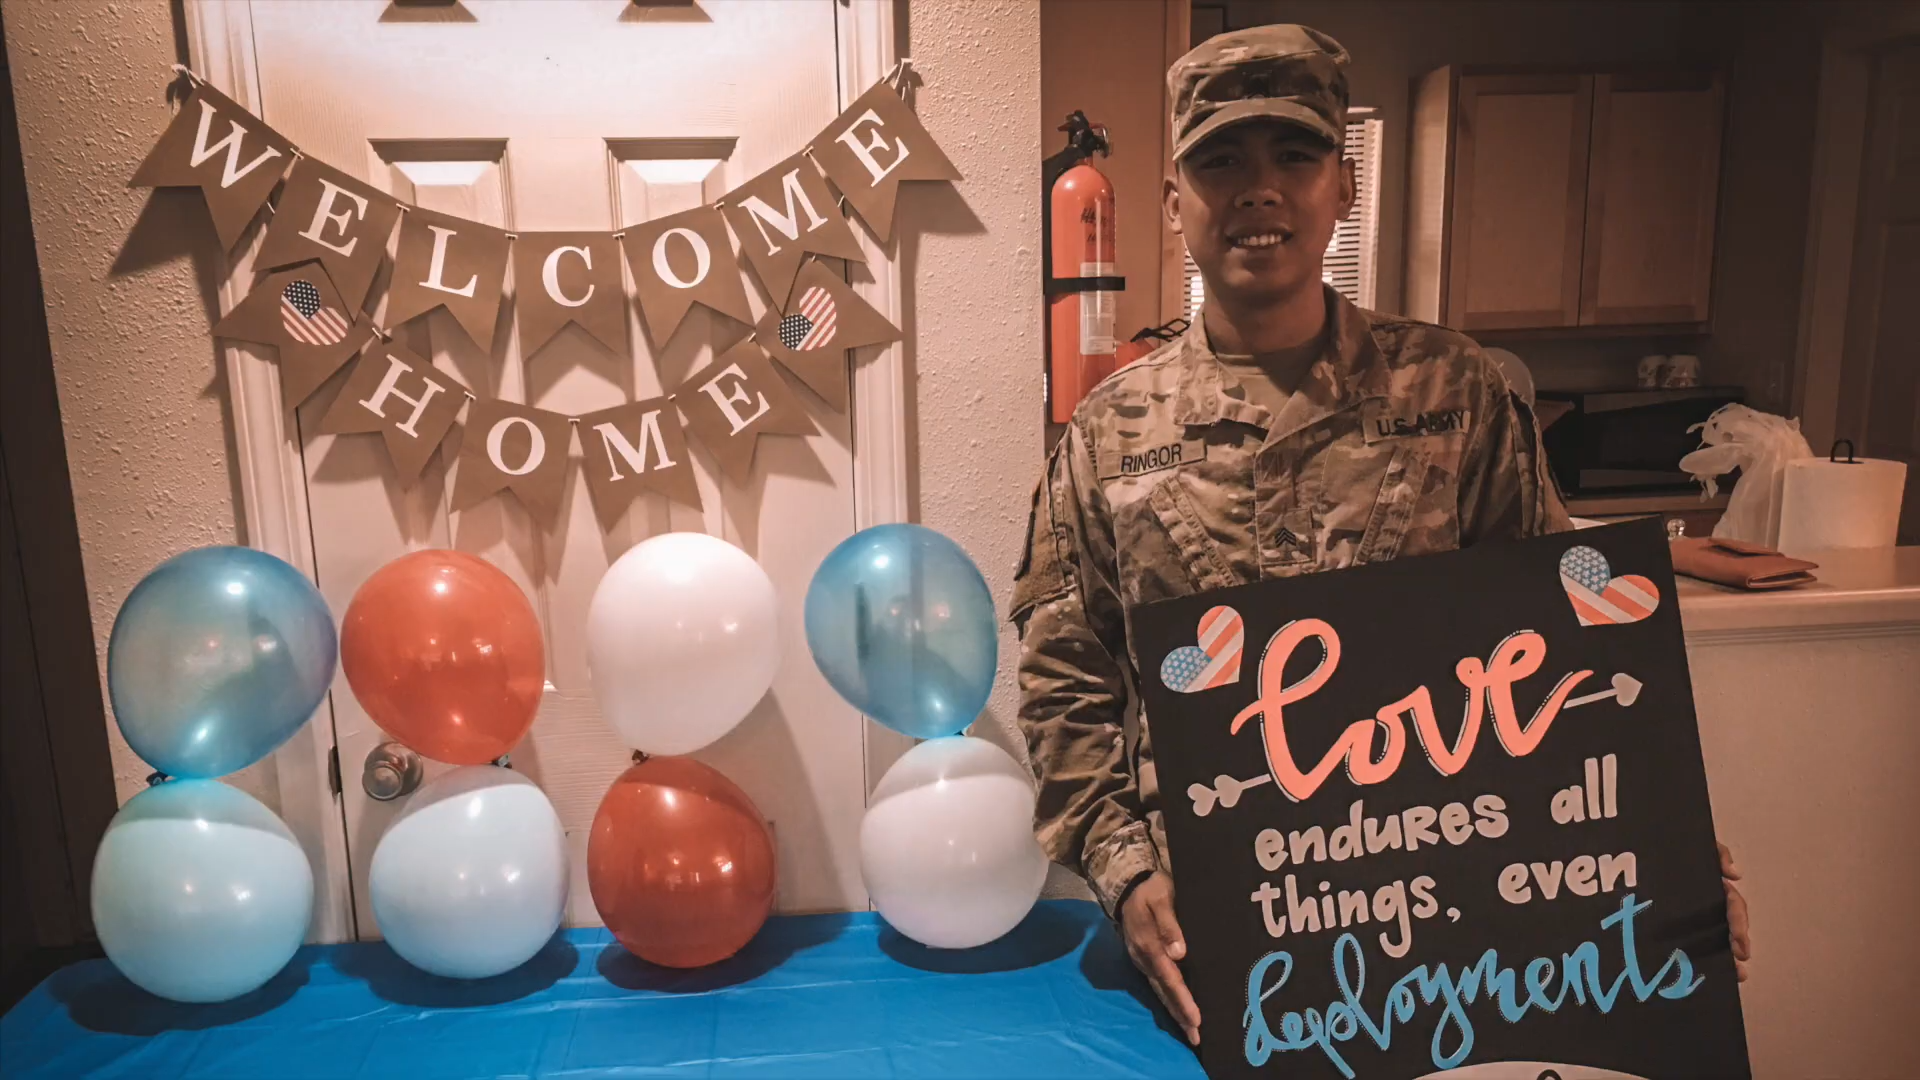 WELCOME
HOME
RINGOR
U.S. ARMY
love
endures all
things, even
deployments